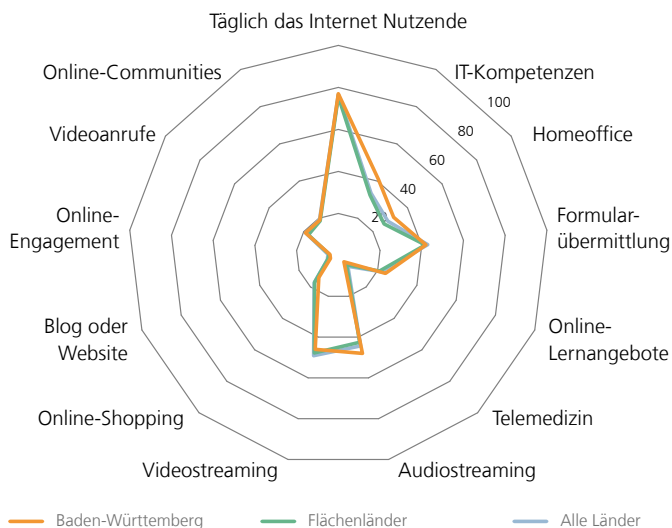 Täglich das Internet Nutzende
Online-Communities
IT-Kompetenzen
100
Videoanrufe
80
Homeoffice
60
40
20
Online-
Engagement
Formular-
übermittlung
Blog oder
Website
Online-
Lernangebote
Online-Shopping
Telemedizin
Videostreaming
Audiostreaming
Baden-Württemberg
Flächenländer
Alle Länder